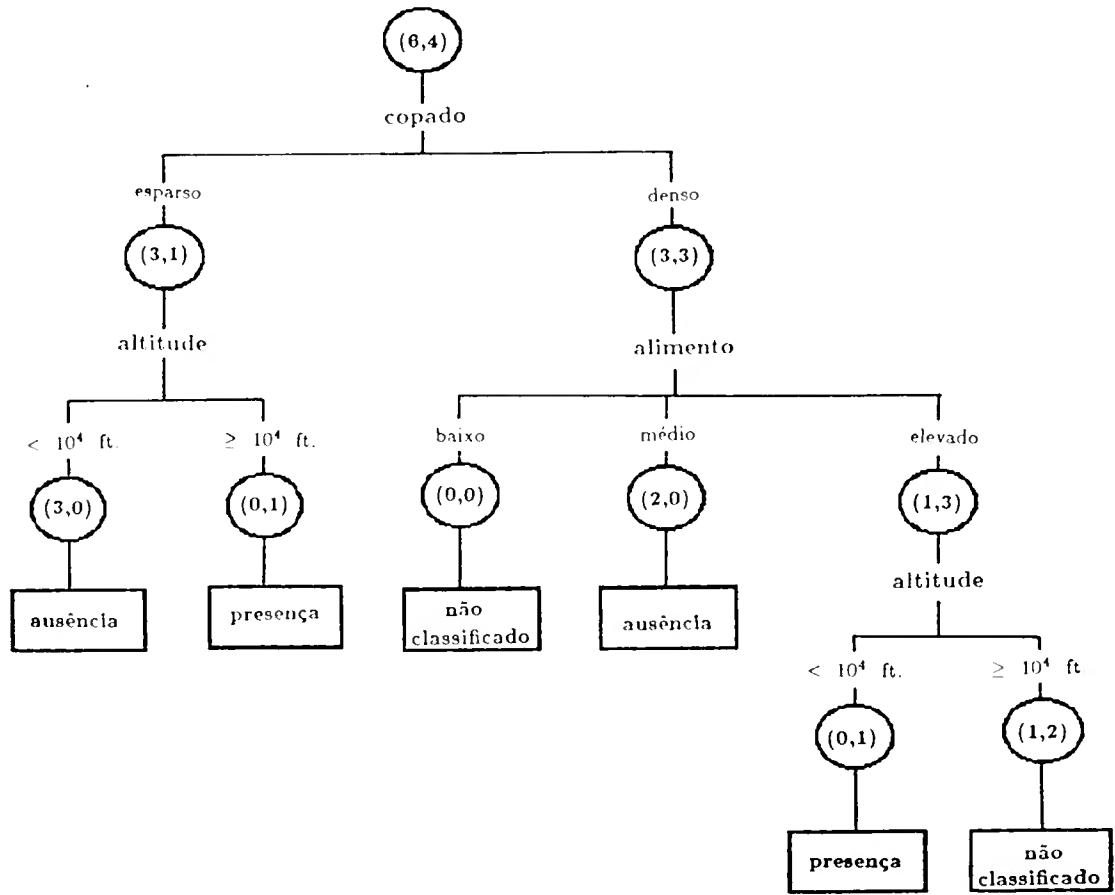 (6,4)
copado
esparso
denso
(3,1)
(3,3)
altitude
alimento
< 10⁴ ft.
≥ 10⁴ ft.
baixo
médio
elevado
(3,0)
(0,1)
(0,0)
(2,0)
(1,3)
ausência
presença
não
classificado
ausência
altitude
< 10⁴ ft.
≥ 10⁴ ft.
(0,1)
(1,2)
presença
não
classificado